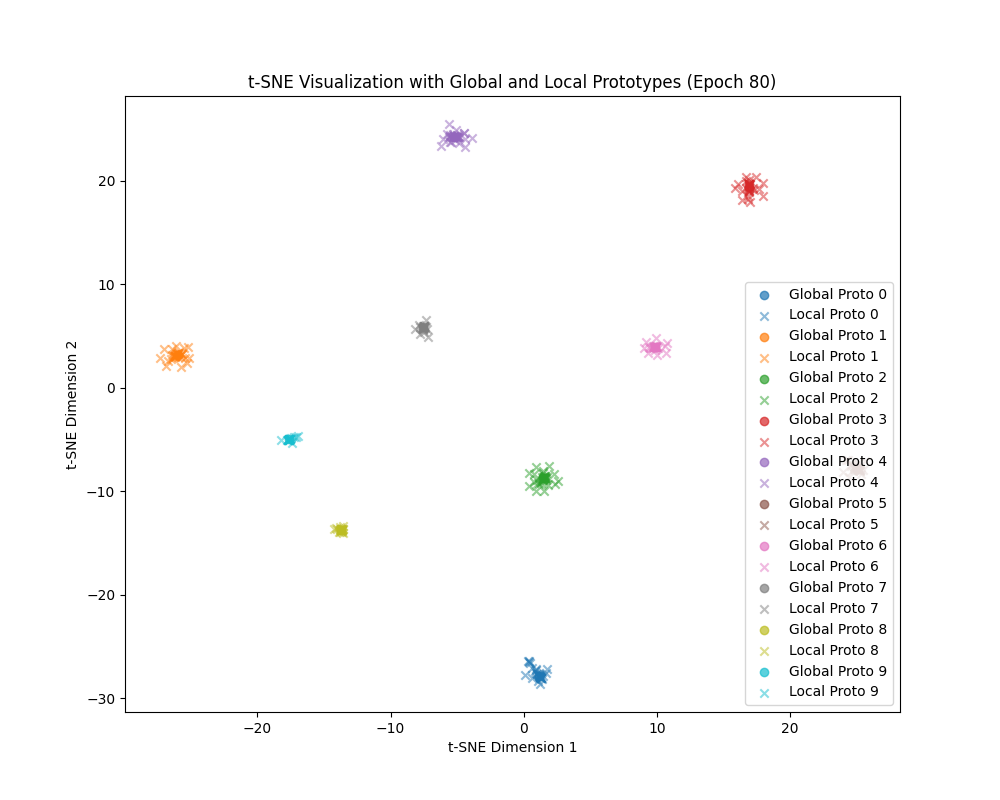 t-SNE Visualization with Global and Local Prototypes (Epoch 80)
t-SNE Dimension 2
20
10
0
−10
−20
−30
Global Proto 0
Local Proto 0
Global Proto 1
Local Proto 1
Global Proto 2
Local Proto 2
Global Proto 3
Local Proto 3
Global Proto 4
Local Proto 4
Global Proto 5
Local Proto 5
Global Proto 6
Local Proto 6
Global Proto 7
Local Proto 7
Global Proto 8
Local Proto 8
Global Proto 9
Local Proto 9
−20 −10 0 10 20
t-SNE Dimension 1